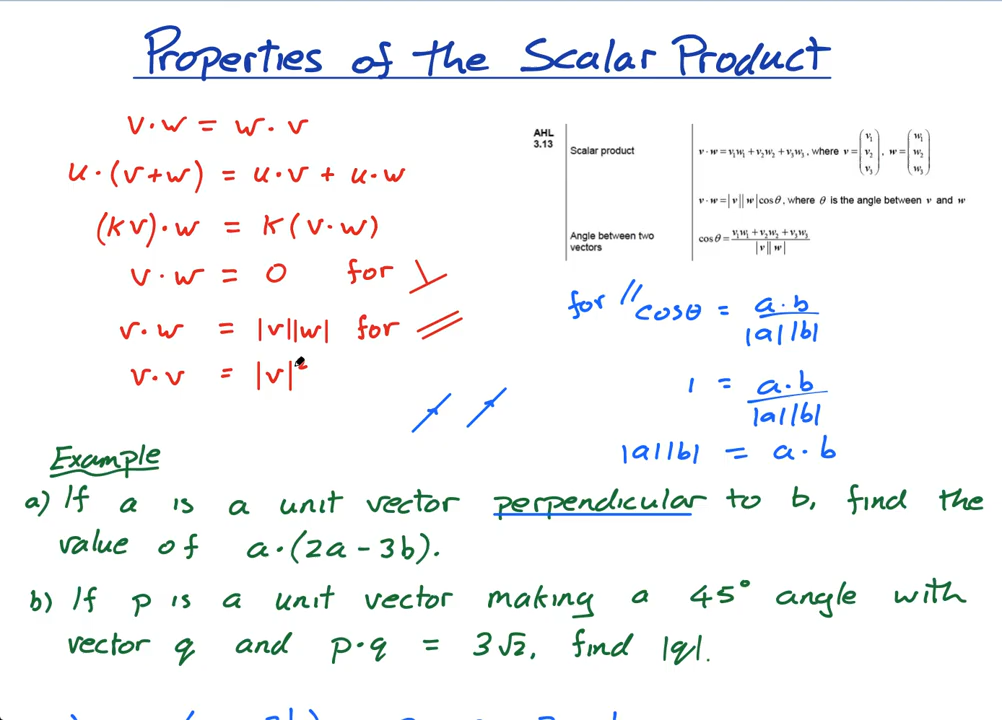 Properties of the Scalar Product
v·w = w·v
u·(v+w) = u·v + u·w
(kv)·w = k(v·w)
v·w = 0 for ⊥
v·w = |v||w| for //
v·v = |v|²
AHL 3.13
Scalar product
v·w = v₁w₁ + v₂w₂ + v₃w₃, where v = (v₁ v₂ v₃), w = (w₁ w₂ w₃)
v·w = |v||w|cosθ, where θ is the angle between v and w
Angle between two vectors
cosθ = (v₁w₁ + v₂w₂ + v₃w₃) / |v||w|
for // cosθ = a·b / |a||b|
1 = a·b / |a||b|
|a||b| = a·b
Example
a) If a is a unit vector perpendicular to b, find the
value of a·(2a-3b).
b) If p is a unit vector making a 45° angle with
vector q and p·q = 3√2, find |q|.